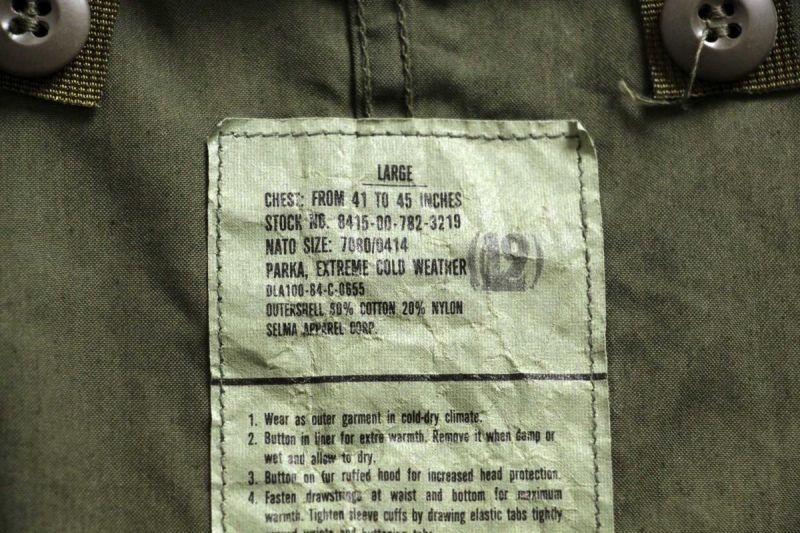 LARGE
CHEST: FROM 41 TO 45 INCHES
STOCK NO. 8415-00-782-3219
NATO SIZE: 7080/0414
PARKA, EXTREME COLD WEATHER
(12)
DLA100-84-C-0655
OUTERSHELL 80% COTTON 20% NYLON
SELMA APPAREL CORP.
1. Wear as outer garment in cold-dry climate.
2. Button in liner for extra warmth. Remove it when damp or
wet and allow to dry.
3. Button on fur ruffed hood for increased head protection.
4. Fasten drawstrings at waist and bottom for maximum
warmth. Tighten sleeve cuffs by drawing elastic tabs tightly